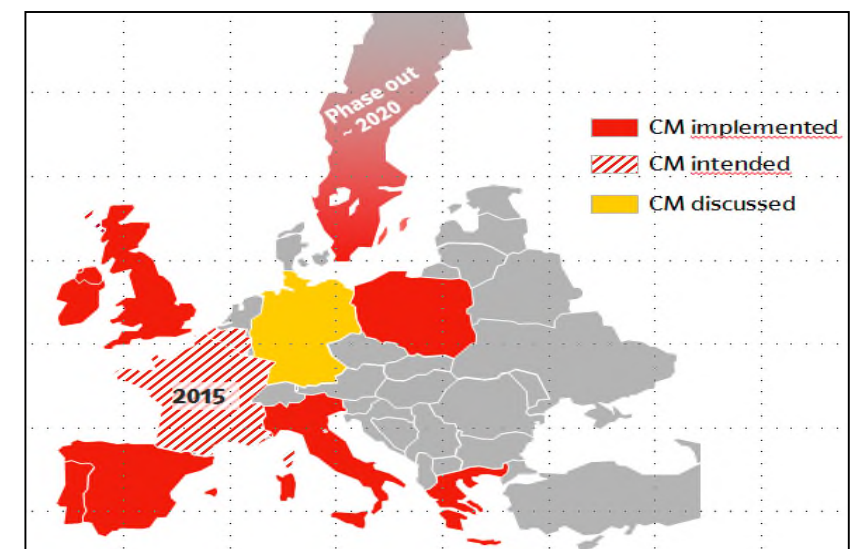 Phase out
~ 2020
CM implemented
CM intended
CM discussed
2015